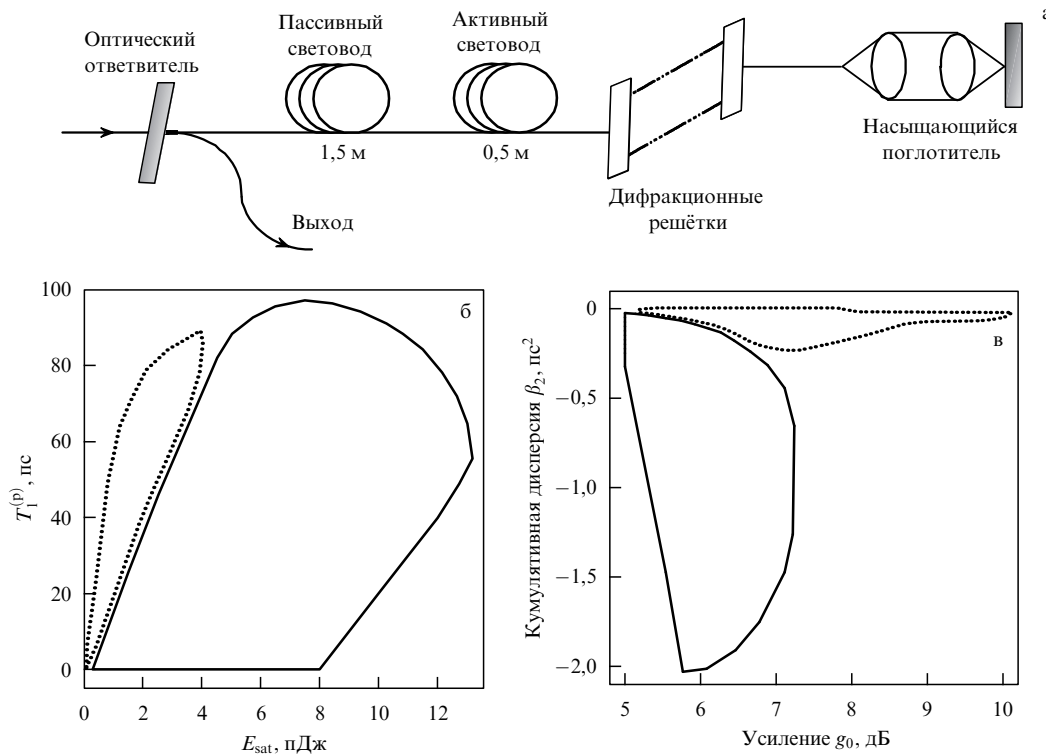 а
Оптический
ответвитель
Пассивный
световод
Активный
световод
1,5 м
0,5 м
Выход
Дифракционные
решётки
Насыщающийся
поглотитель
б
100
80
60
40
20
0
T₁⁽ᵖ⁾, пс
0 2 4 6 8 10 12
E_sat, пДж
в
0
−0,5
−1,0
−1,5
−2,0
Кумулятивная дисперсия β₂, пс²
5 6 7 8 9 10
Усиление g₀, дБ